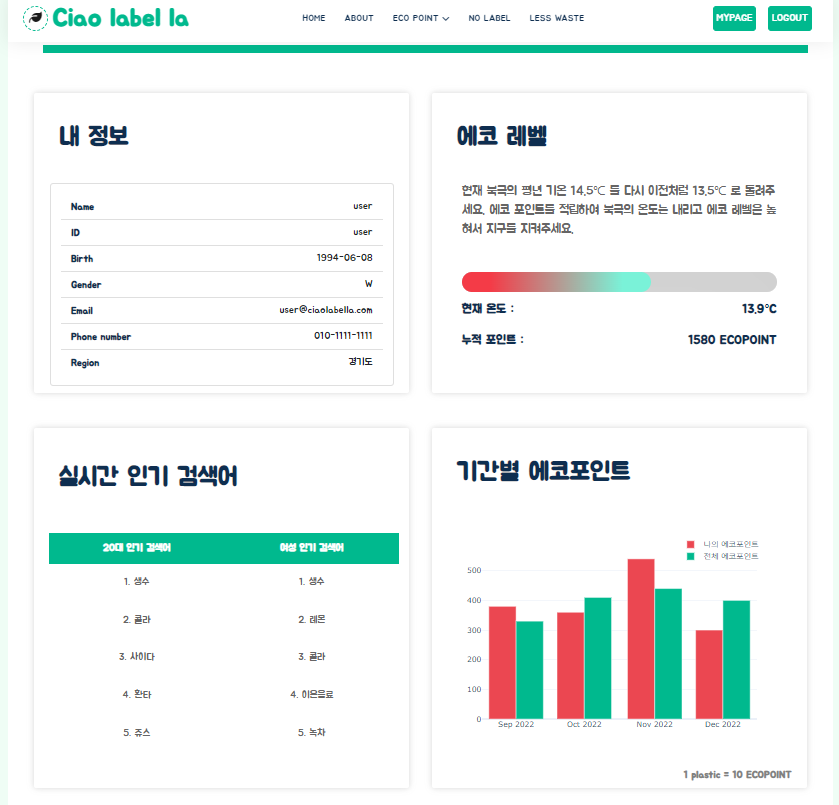 Ciao label la
HOME ABOUT ECO POINT NO LABEL LESS WASTE
MYPAGE LOGOUT
내 정보
Name user
ID user
Birth 1994-06-08
Gender W
Email user@ciaolabella.com
Phone number 010-1111-1111
Region 경기도
에코 레벨
현재 북극의 평년 기온 14.5℃ 를 다시 이전처럼 13.5℃ 로 돌려주
세요. 에코 포인트를 적립하여 북극의 온도는 내리고 에코 레벨은 높
혀서 지구를 지켜주세요.
현재 온도 : 13.9℃
누적 포인트 : 1580 ECOPOINT
실시간 인기 검색어
20대 인기 검색어 여성 인기 검색어
1. 생수 1. 생수
2. 콜라 2. 레몬
3. 사이다 3. 콜라
4. 환타 4. 이온음료
5. 쥬스 5. 녹차
기간별 에코포인트
나의 에코포인트
전체 에코포인트
500
400
300
200
100
0
Sep 2022 Oct 2022 Nov 2022 Dec 2022
1 plastic = 10 ECOPOINT